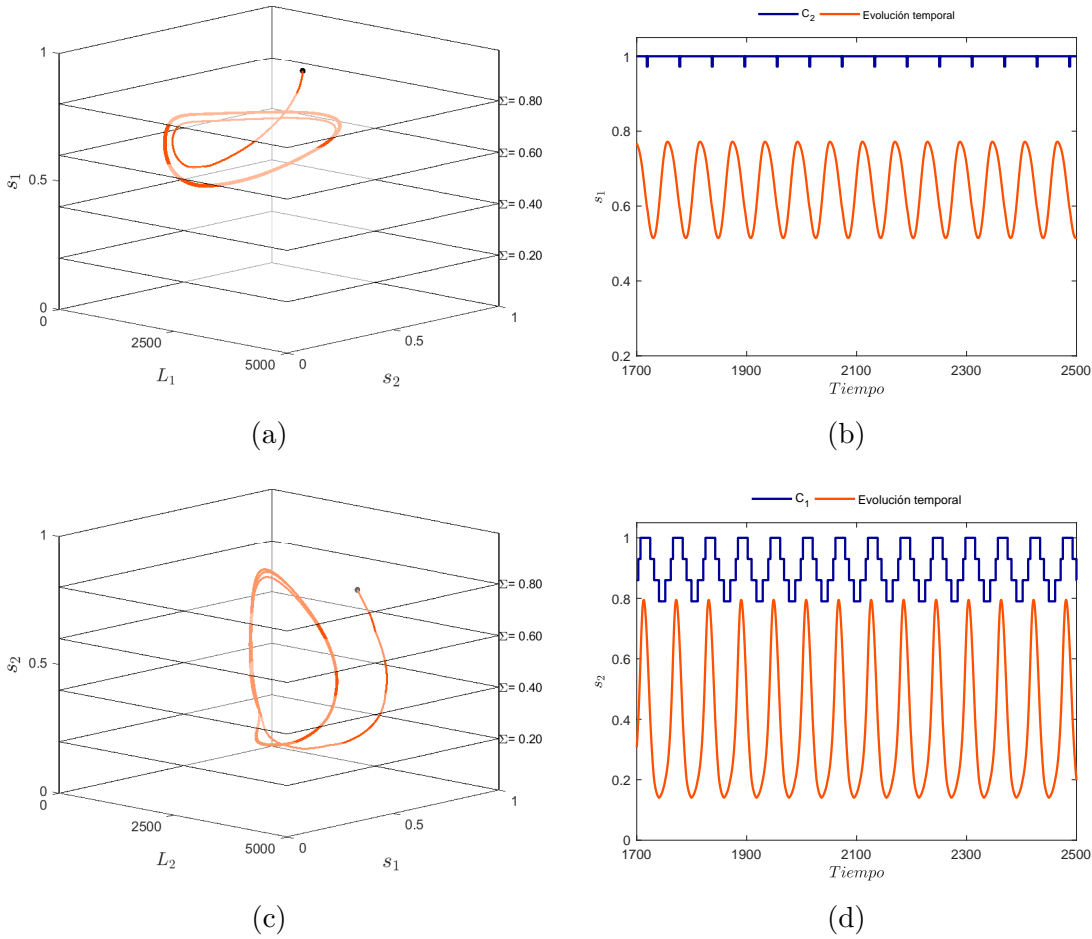 1
0.5
0
s1
0
2500
5000
L1
0
0.5
1
s2
Σ= 0.80
Σ= 0.60
Σ= 0.40
Σ= 0.20
(a)
C2 Evolución temporal
1
0.8
0.6
0.4
0.2
s1
1700 1900 2100 2300 2500
Tiempo
(b)
1
0.5
0
s2
0
2500
5000
L2
0
0.5
1
s1
Σ= 0.80
Σ= 0.60
Σ= 0.40
Σ= 0.20
(c)
C1 Evolución temporal
1
0.8
0.6
0.4
0.2
0
s2
1700 1900 2100 2300 2500
Tiempo
(d)